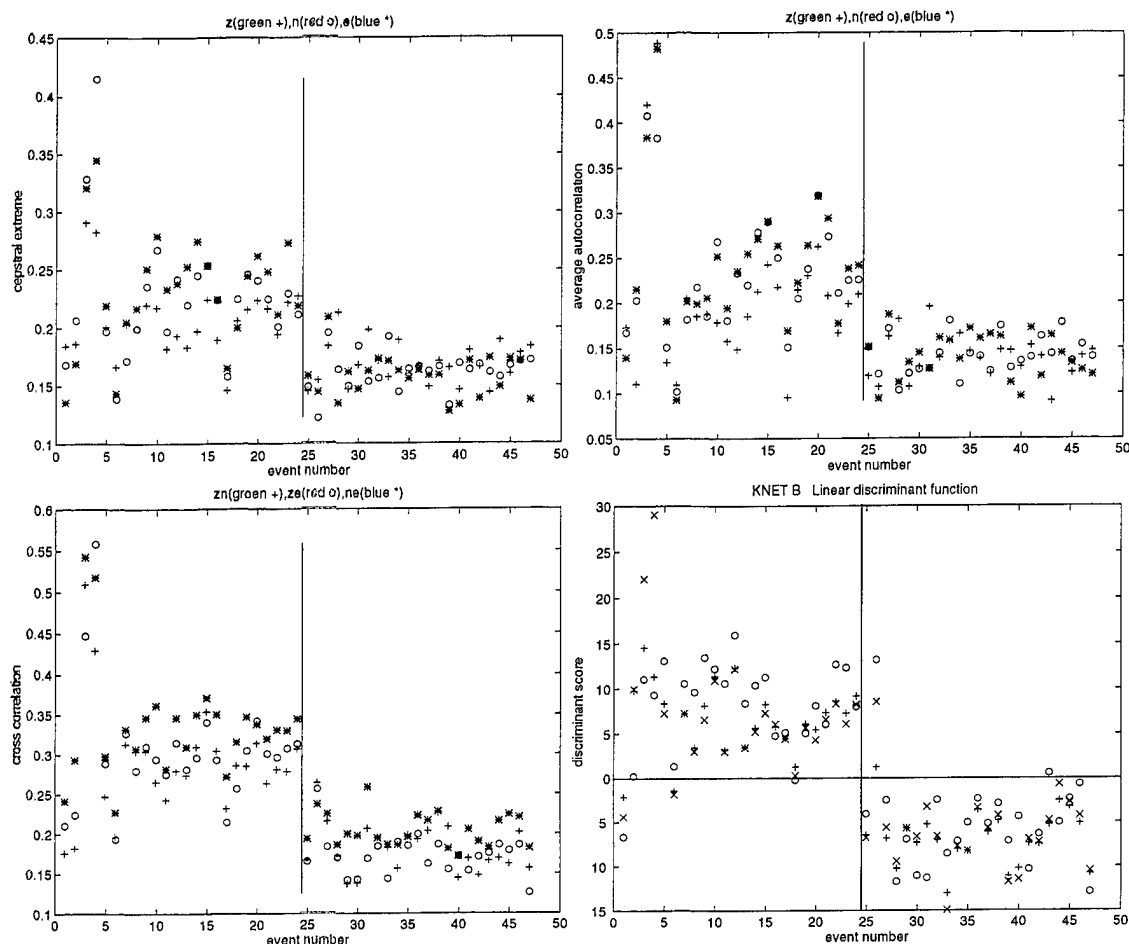 z(green +),n(red o),e(blue *)
0.45
0.4
0.35
0.3
0.25
0.2
0.15
0.1
cepstral extreme
0 5 10 15 20 25 30 35 40 45 50
event number
z(green +),n(red o),e(blue *)
0.5
0.45
0.4
0.35
0.3
0.25
0.2
0.15
0.1
0.05
average autocorrelation
0 5 10 15 20 25 30 35 40 45 50
event number
zn(green +),ze(red o),ne(blue *)
0.6
0.55
0.5
0.45
0.4
0.35
0.3
0.25
0.2
0.15
0.1
cross correlation
0 5 10 15 20 25 30 35 40 45 50
event number
KNET B Linear discriminant function
30
25
20
15
10
5
0
5
10
15
discriminant score
0 5 10 15 20 25 30 35 40 45 50
event number